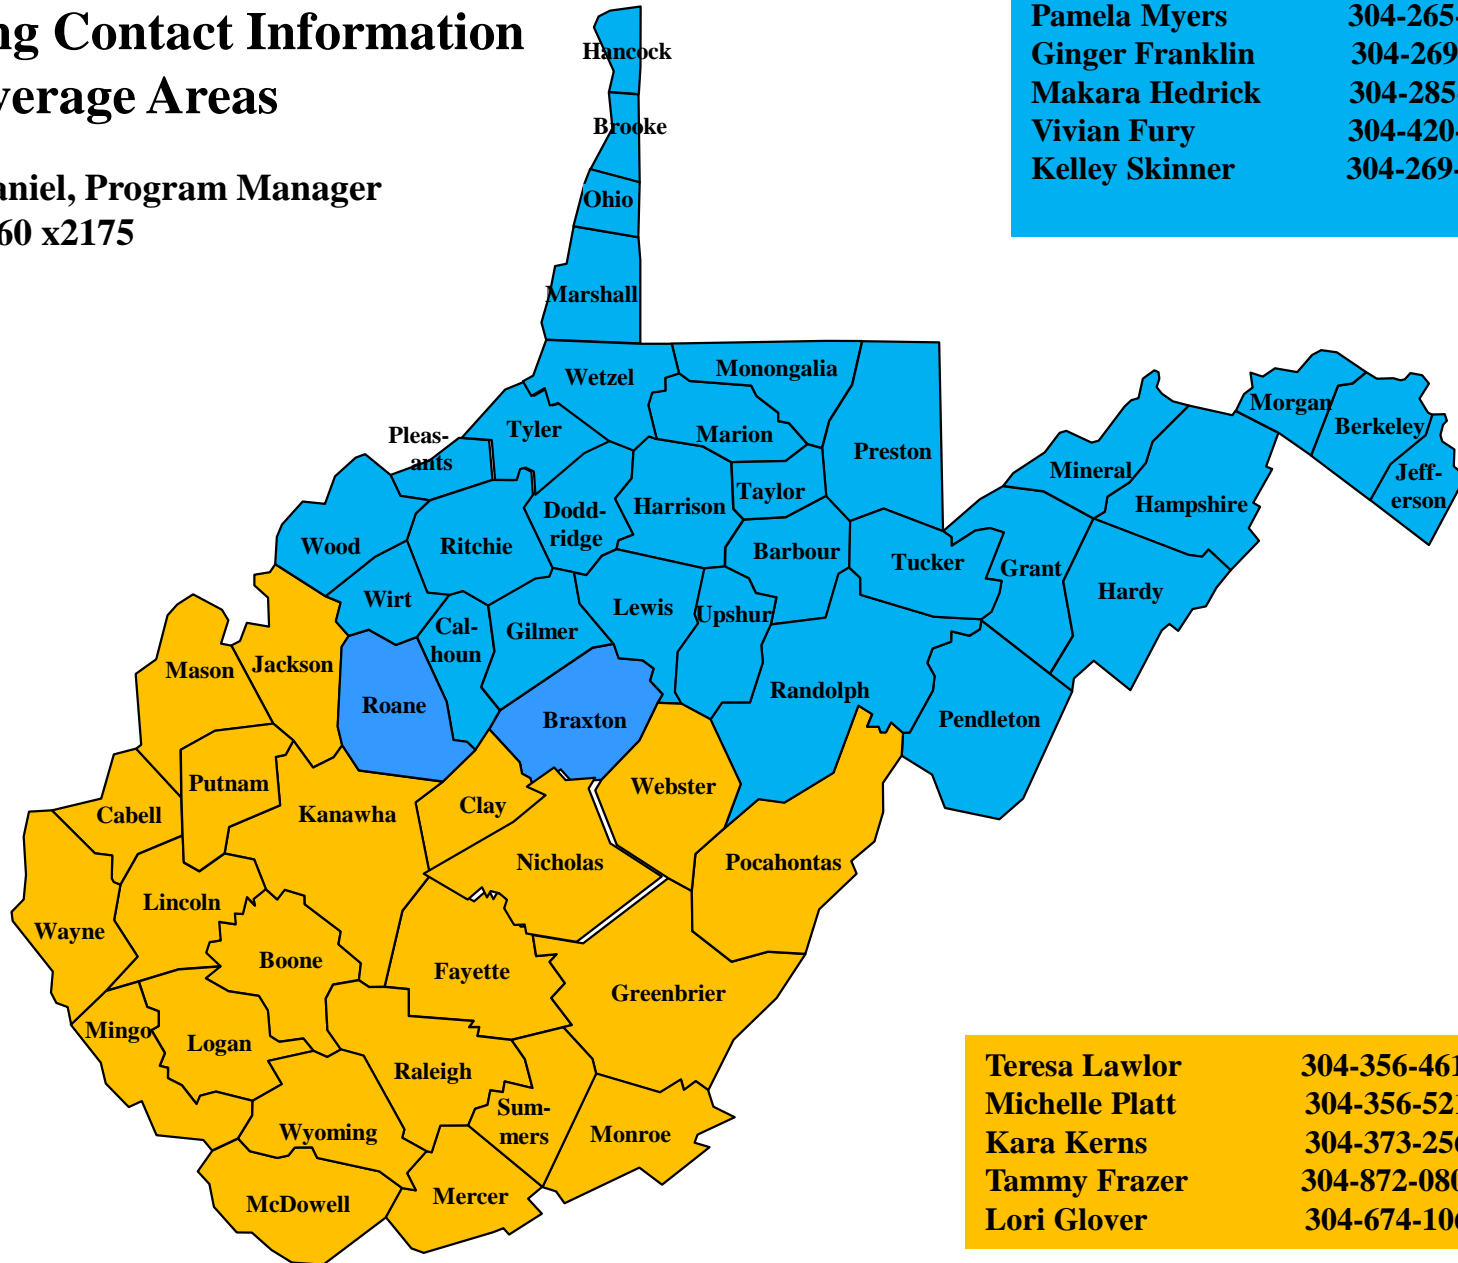 ng Contact Information
verage Areas
aniel, Program Manager
60 x2175
Pamela Myers 304-265-
Ginger Franklin 304-269
Makara Hedrick 304-285
Vivian Fury 304-420-
Kelley Skinner 304-269-
Hancock
Brooke
Ohio
Marshall
Wetzel
Monongalia
Tyler
Marion
Pleas-
ants
Preston
Morgan
Berkeley
Jeff-
erson
Mineral
Hampshire
Dodd-
ridge
Harrison
Taylor
Wood
Ritchie
Barbour
Tucker
Grant
Hardy
Wirt
Cal-
houn
Gilmer
Lewis
Upshur
Mason
Jackson
Roane
Braxton
Randolph
Pendleton
Putnam
Cabell
Kanawha
Clay
Webster
Nicholas
Pocahontas
Lincoln
Wayne
Boone
Fayette
Greenbrier
Mingo
Logan
Raleigh
Sum-
mers
Monroe
Wyoming
McDowell
Mercer
Teresa Lawlor 304-356-461
Michelle Platt 304-356-521
Kara Kerns 304-373-256
Tammy Frazer 304-872-080
Lori Glover 304-674-106